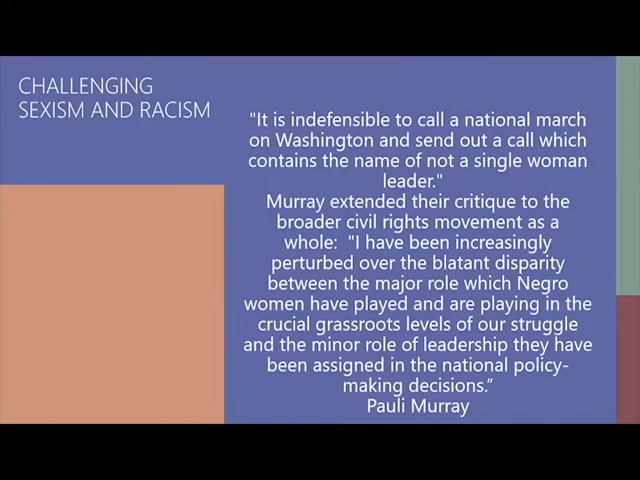 CHALLENGING
SEXISM AND RACISM
"It is indefensible to call a national march
on Washington and send out a call which
contains the name of not a single woman
leader."
Murray extended their critique to the
broader civil rights movement as a
whole:  "I have been increasingly
perturbed over the blatant disparity
between the major role which Negro
women have played and are playing in the
crucial grassroots levels of our struggle
and the minor role of leadership they have
been assigned in the national policy-
making decisions.”
Pauli Murray